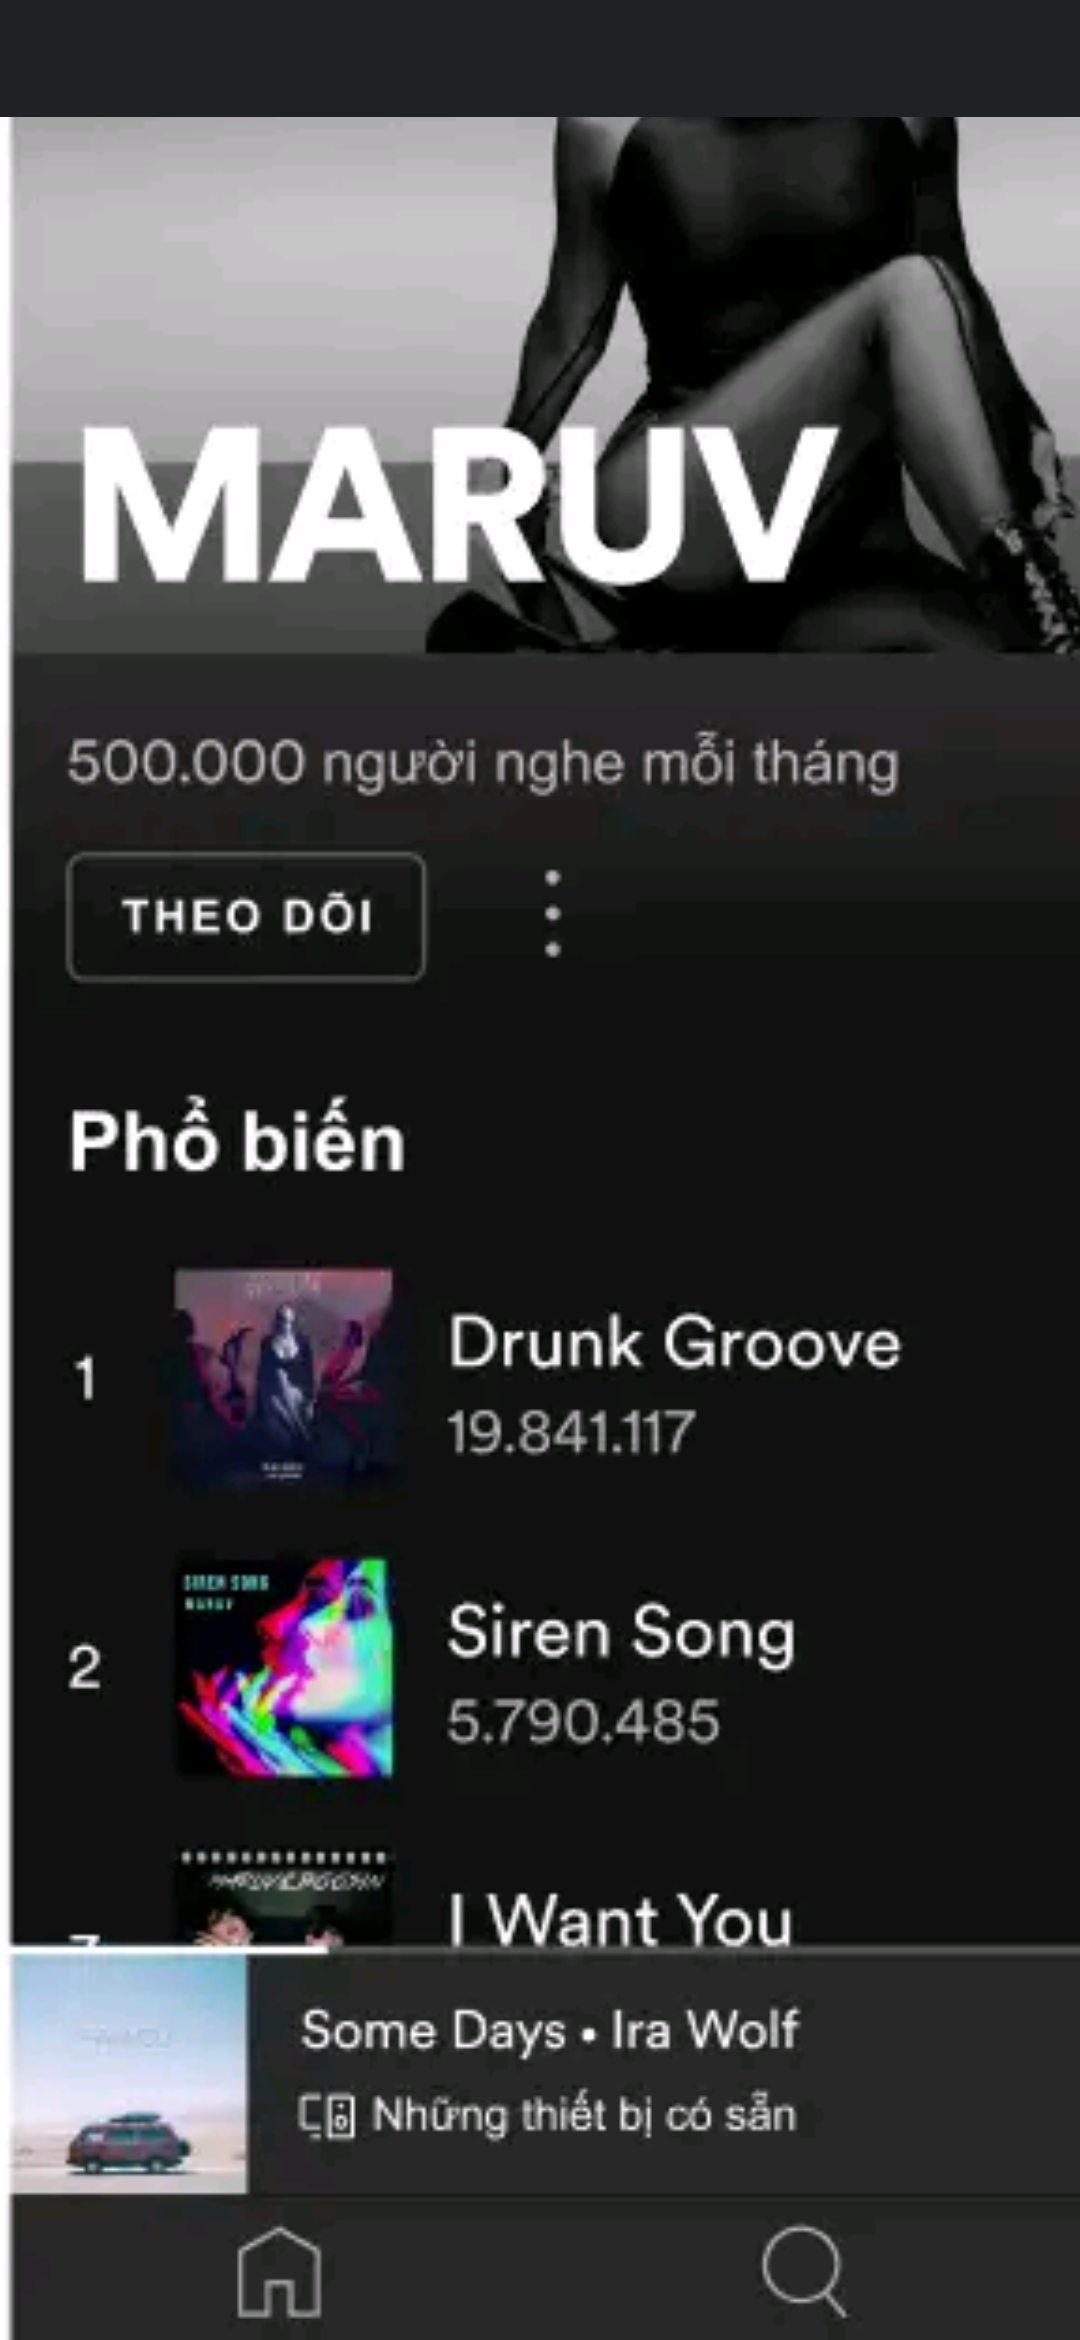 MARUV
500.000 người nghe mỗi tháng
THEO DÕI
Phổ biến
1
Drunk Groove
19.841.117
SIREN SONG
MARUV
2
Siren Song
5.790.485
I Want You
Some Days • Ira Wolf
Những thiết bị có sẵn